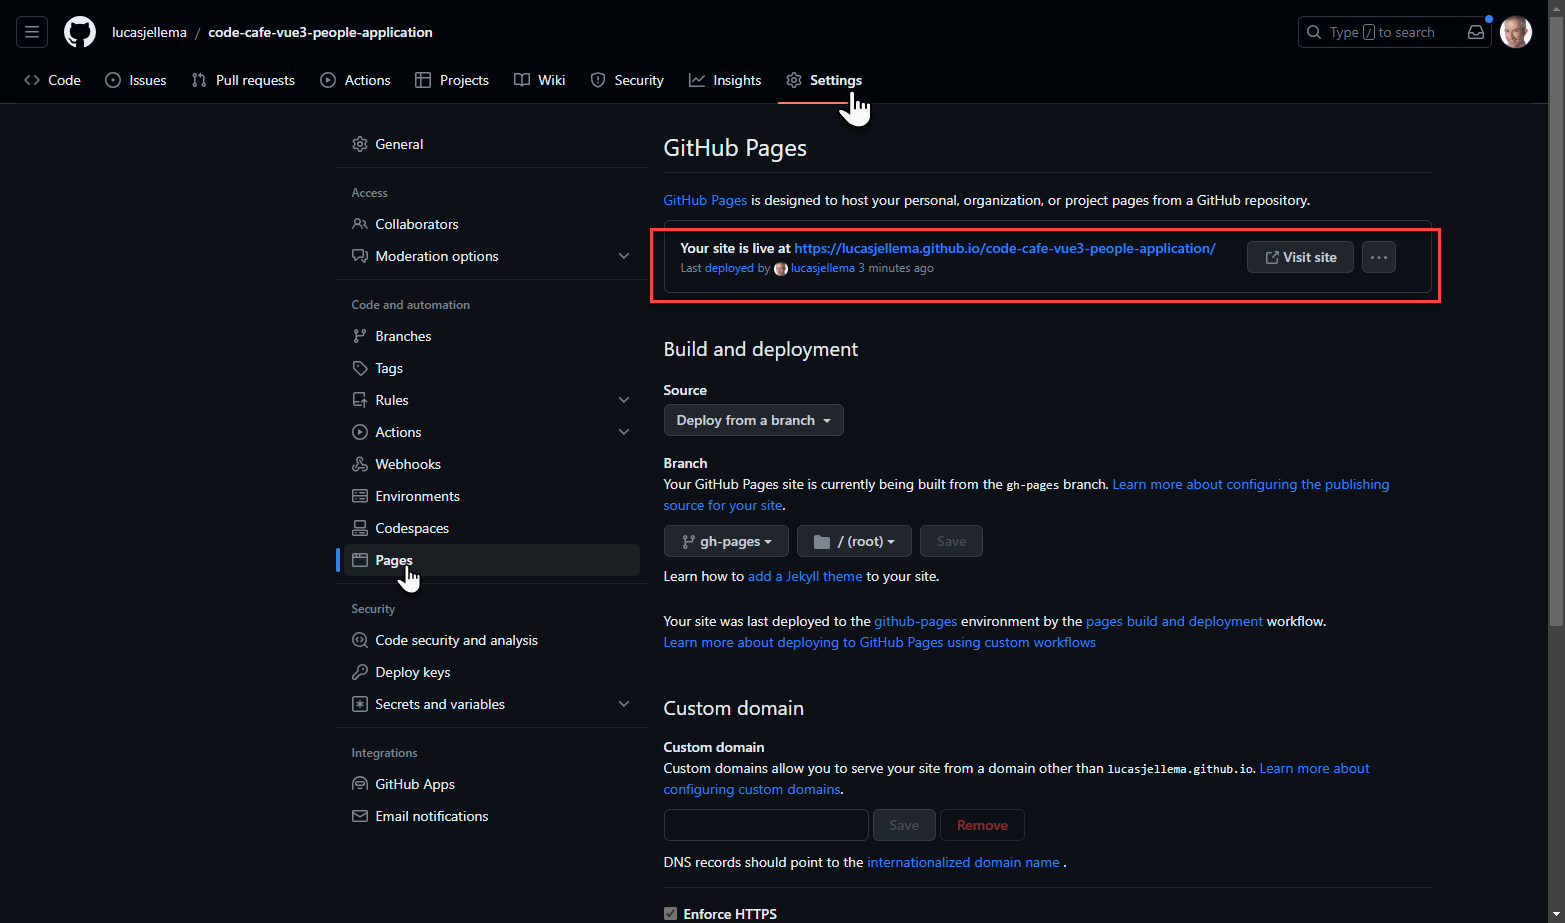 lucasjellema / code-cafe-vue3-people-application
Type / to search
Code Issues Pull requests Actions Projects Wiki Security Insights Settings
General
Access
Collaborators
Moderation options
Code and automation
Branches
Tags
Rules
Actions
Webhooks
Environments
Codespaces
Pages
Security
Code security and analysis
Deploy keys
Secrets and variables
Integrations
GitHub Apps
Email notifications
GitHub Pages
GitHub Pages is designed to host your personal, organization, or project pages from a GitHub repository.
Your site is live at https://lucasjellema.github.io/code-cafe-vue3-people-application/
Last deployed by lucasjellema 3 minutes ago
Visit site
Build and deployment
Source
Deploy from a branch
Branch
Your GitHub Pages site is currently being built from the gh-pages branch. Learn more about configuring the publishing
source for your site.
gh-pages / (root) Save
Learn how to add a Jekyll theme to your site.
Your site was last deployed to the github-pages environment by the pages build and deployment workflow.
Learn more about deploying to GitHub Pages using custom workflows
Custom domain
Custom domain
Custom domains allow you to serve your site from a domain other than lucasjellema.github.io. Learn more about
configuring custom domains.
Save Remove
DNS records should point to the internationalized domain name .
Enforce HTTPS